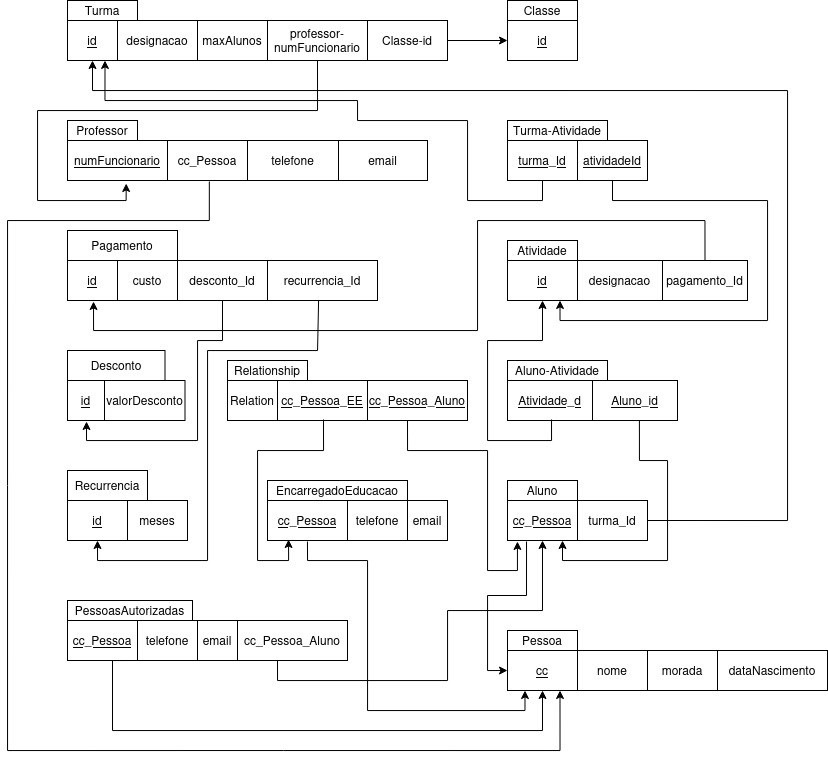 Turma
Classe
id designacao maxAlunos professor-
numFuncionario Classe-id
id
Professor
Turma-Atividade
numFuncionario cc_Pessoa telefone email
turma_Id atividadeId
Pagamento
Atividade
id custo desconto_Id recurrencia_Id
id designacao pagamento_Id
Desconto
Relationship
Aluno-Atividade
id valorDesconto
Relation cc_Pessoa_EE cc_Pessoa_Aluno
Atividade_d Aluno_id
Recurrencia
EncarregadoEducacao
Aluno
id meses
cc_Pessoa telefone email
cc_Pessoa turma_Id
PessoasAutorizadas
Pessoa
cc_Pessoa telefone email cc_Pessoa_Aluno
cc nome morada dataNascimento